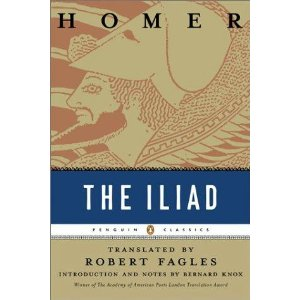 HOMER
THE ILIAD
PENGUIN CLASSICS
TRANSLATED BY
ROBERT FAGLES
INTRODUCTION AND NOTES BY BERNARD KNOX
Winner of The Academy of American Poets Landon Translation Award